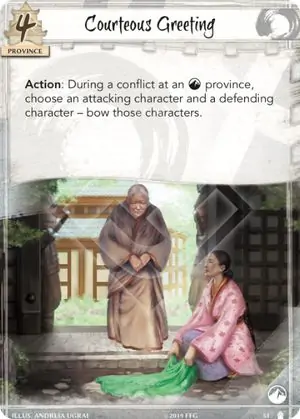 4
Courteous Greeting
PROVINCE
Action: During a conflict at an province,
choose an attacking character and a defending
character – bow those characters.
ILLUS. ANDREIA UGRAI
©2019 FFG